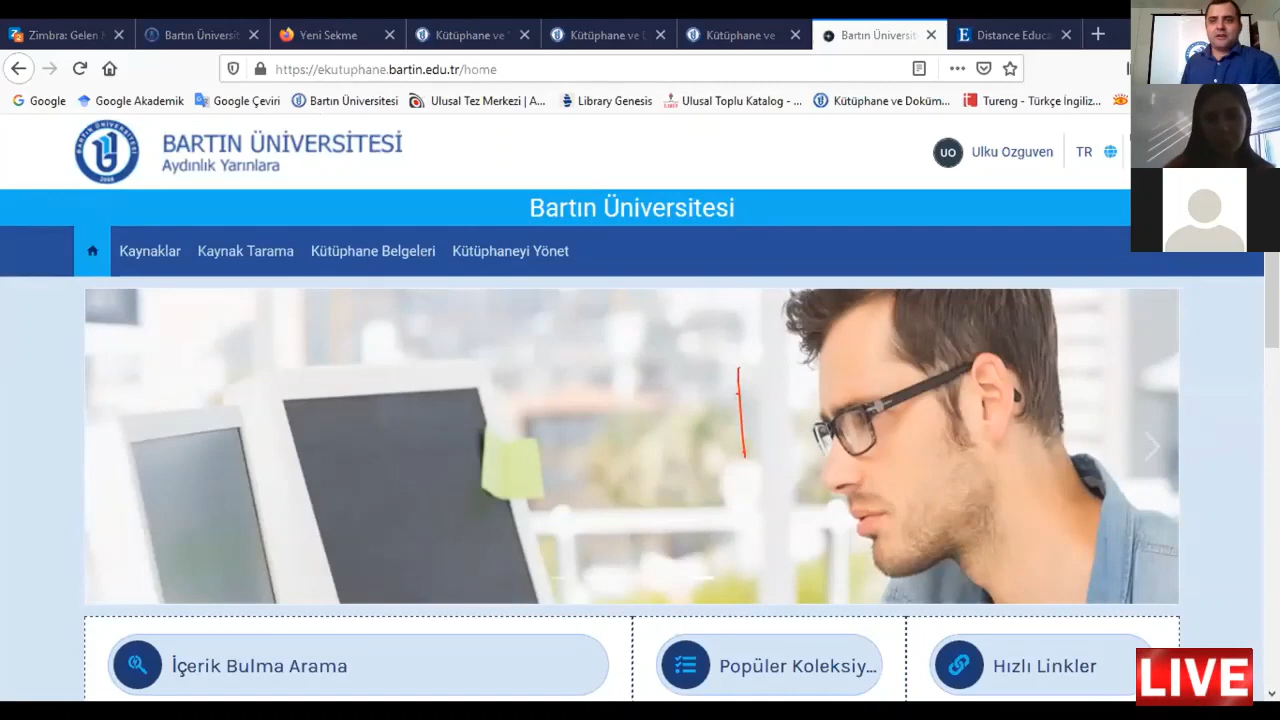 Zimbra: Gelen
Bartın Üniversit
Yeni Sekme
Kütüphane ve
Kütüphane ve
Kütüphane ve
Bartın Üniversit
Distance Educa
https://ekutuphane.bartin.edu.tr/home
Google
Google Akademik
Google Çeviri
Bartın Üniversitesi
Ulusal Tez Merkezi | A...
Library Genesis
Ulusal Toplu Katalog - ...
Kütüphane ve Doküm...
Tureng - Türkçe İngiliz...
BARTIN ÜNİVERSİTESİ
Aydınlık Yarınlara
UO
Ulku Ozguven
TR
Bartın Üniversitesi
Kaynaklar
Kaynak Tarama
Kütüphane Belgeleri
Kütüphaneyi Yönet
İçerik Bulma Arama
Popüler Koleksiy...
Hızlı Linkler
LIVE